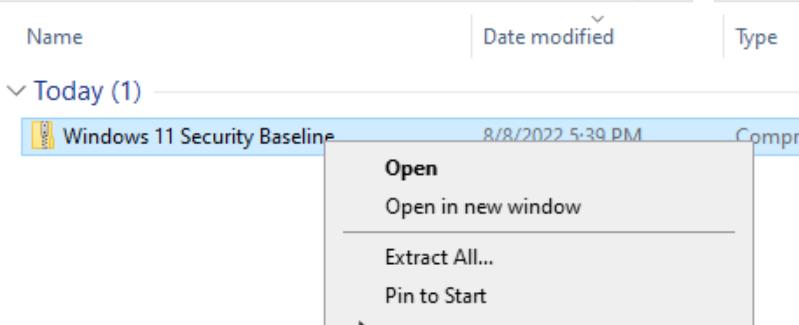 Name Date modified Type
Today (1)
Windows 11 Security Baseline 8/8/2022 5:39 PM Compr
Open
Open in new window
Extract All...
Pin to Start